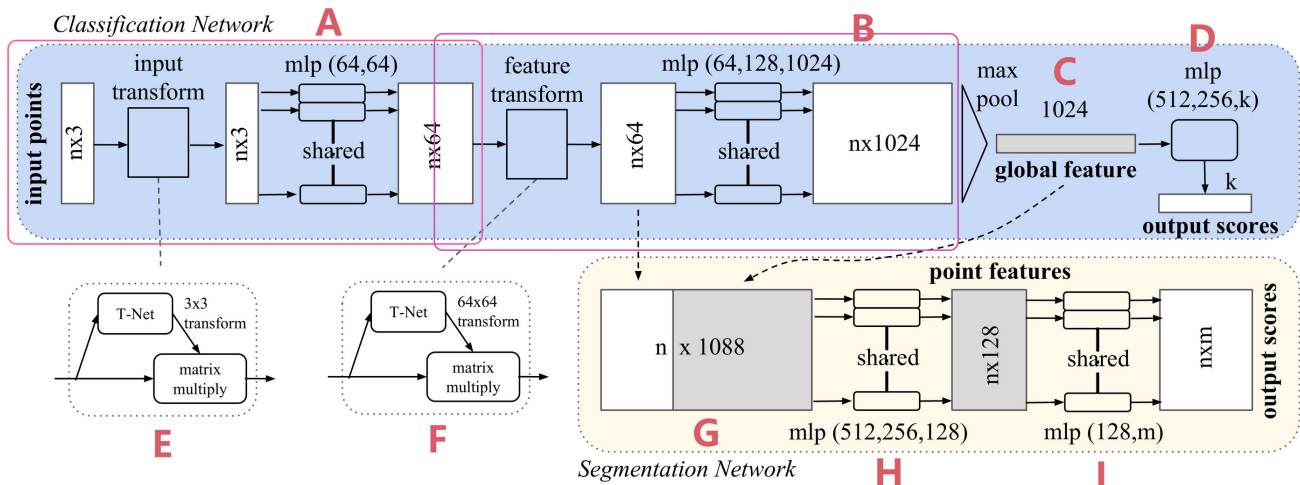 Classification Network
A
B
C
D
input points
nx3
input
transform
nx3
mlp (64,64)
shared
nx64
feature
transform
nx64
mlp (64,128,1024)
shared
nx1024
max
pool
1024
global feature
mlp
(512,256,k)
k
output scores
T-Net
3x3
transform
matrix
multiply
E
T-Net
64x64
transform
matrix
multiply
F
point features
n x 1088
G
shared
mlp (512,256,128)
H
nx128
shared
mlp (128,m)
I
nxm
output scores
Segmentation Network